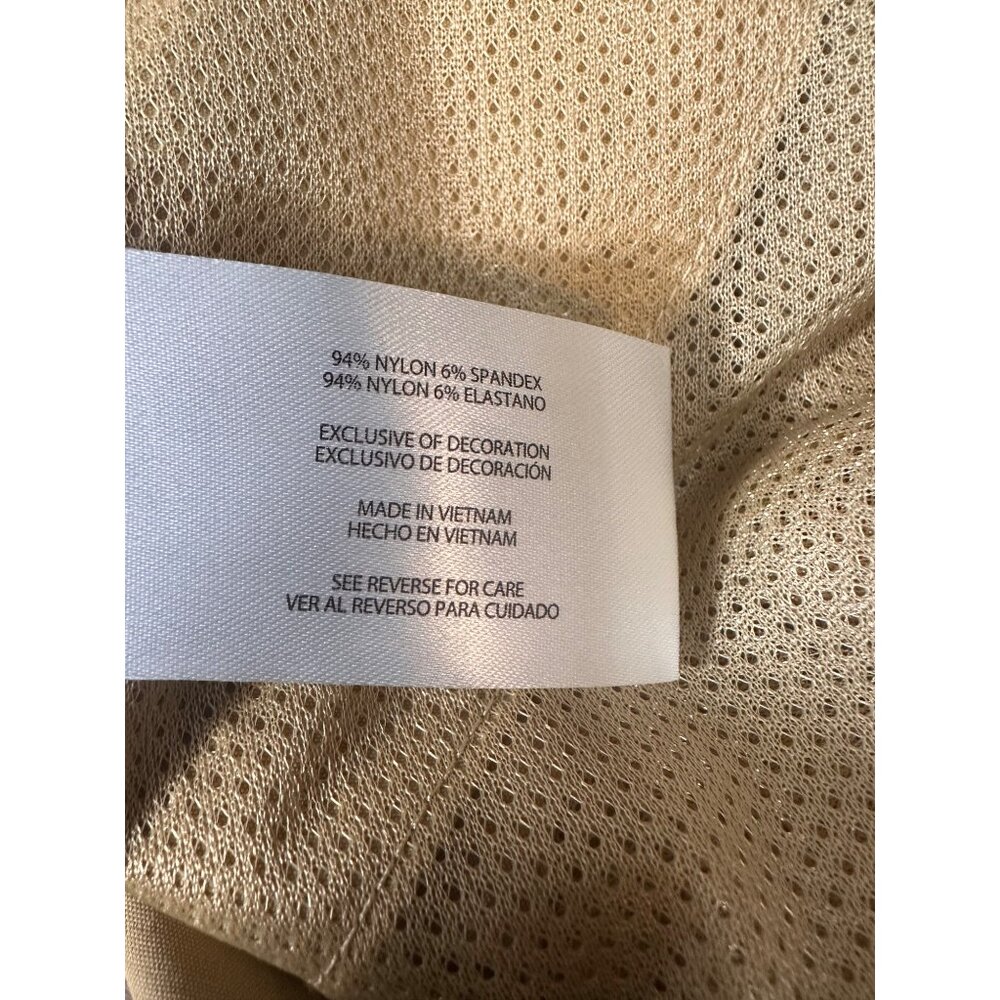 94% NYLON 6% SPANDEX
94% NYLON 6% ELASTANO
EXCLUSIVE OF DECORATION
EXCLUSIVO DE DECORACIÓN
MADE IN VIETNAM
HECHO EN VIETNAM
SEE REVERSE FOR CARE
VER AL REVERSO PARA CUIDADO